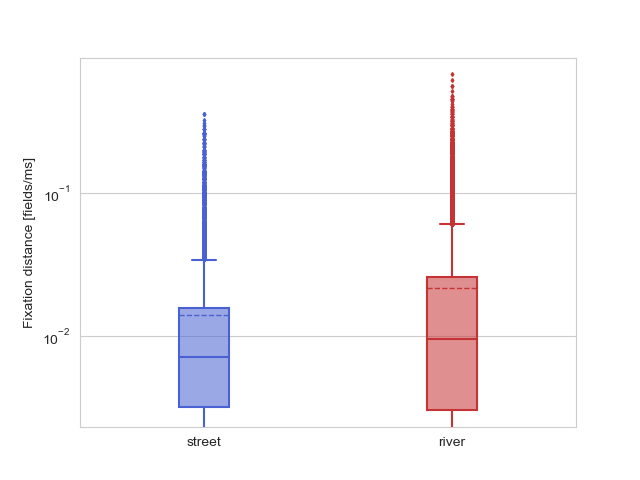 Fixation distance [fields/ms]
10⁻¹
10⁻²
street river